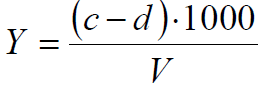 Y = (c − d)·1000 / V